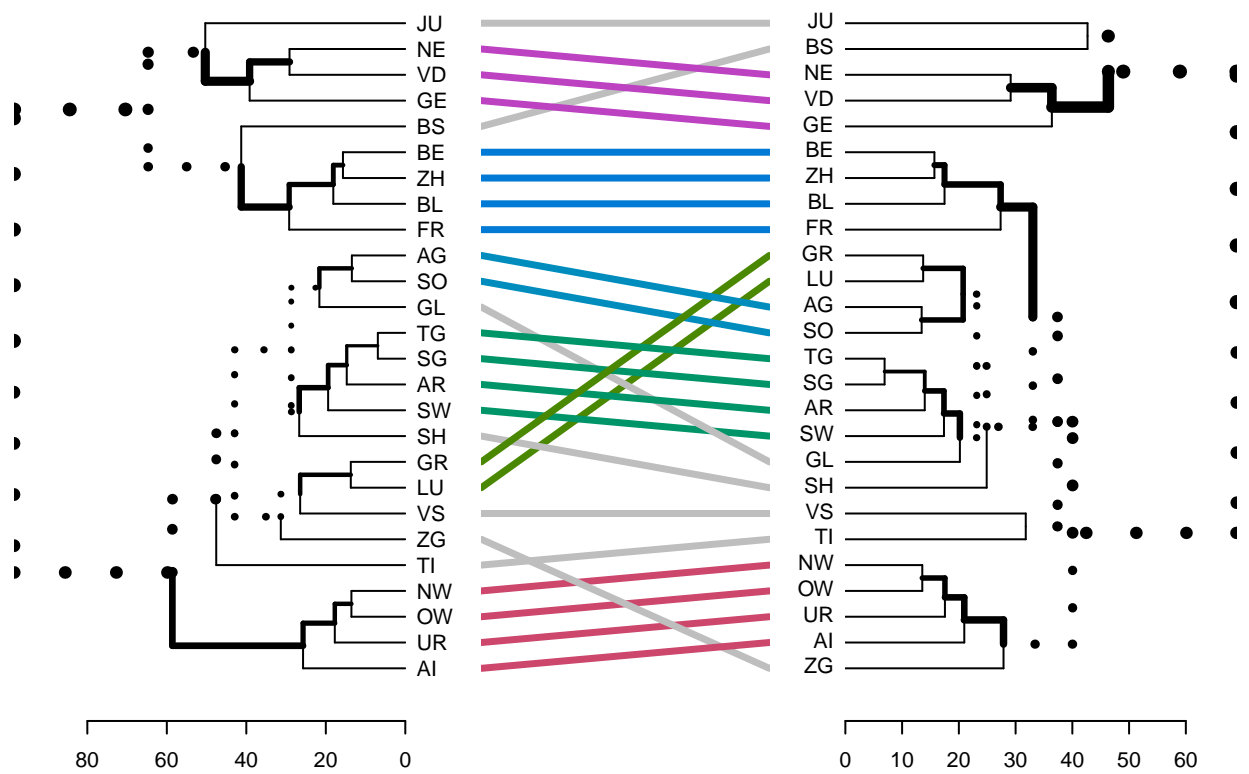 JU JU
NE BS
VD NE
GE VD
BS GE
BE BE
ZH ZH
BL BL
FR FR
AG GR
SO LU
GL AG
TG SO
SG TG
AR SG
SW AR
SH SW
GR GL
LU SH
VS VS
ZG TI
TI NW
NW OW
OW UR
UR AI
AI ZG
80 60 40 20 0 0 10 20 30 40 50 60